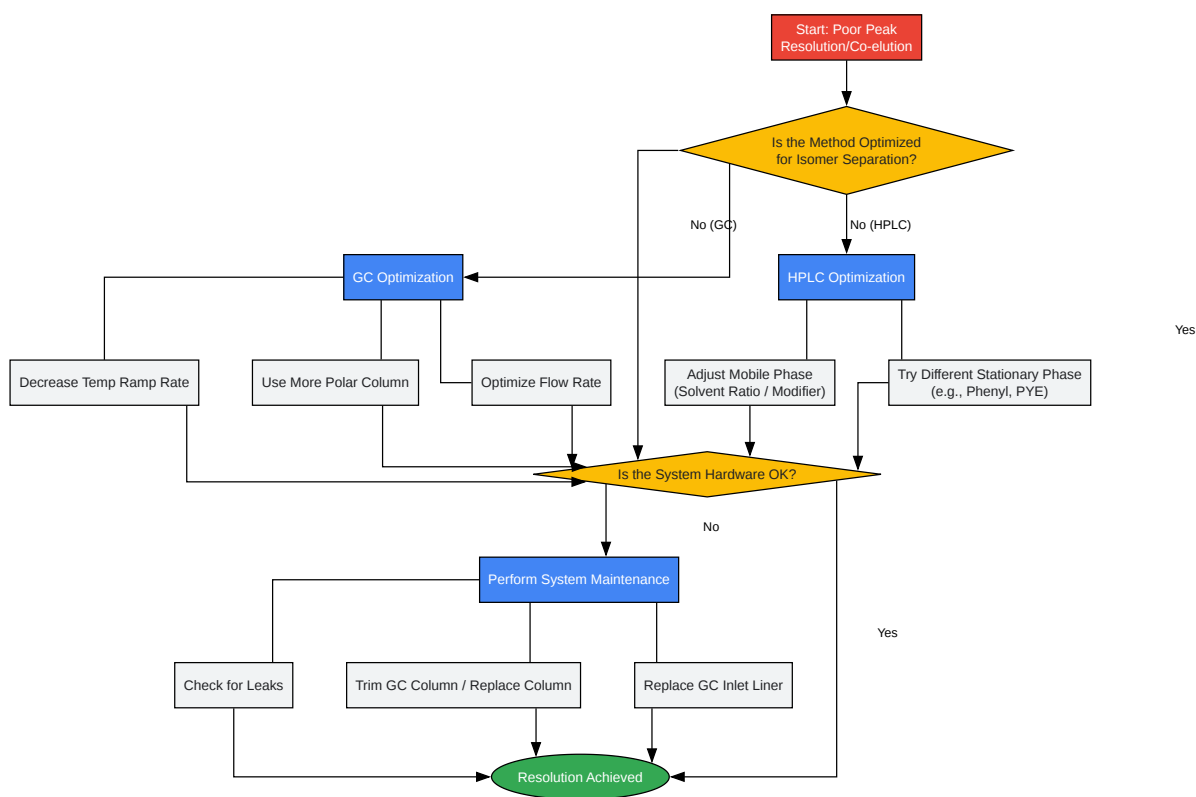 Start: Poor Peak
Resolution/Co-elution
Is the Method Optimized
for Isomer Separation?
No (GC)
No (HPLC)
GC Optimization
HPLC Optimization
Yes
Decrease Temp Ramp Rate
Use More Polar Column
Optimize Flow Rate
Adjust Mobile Phase
(Solvent Ratio / Modifier)
Try Different Stationary Phase
(e.g., Phenyl, PYE)
Is the System Hardware OK?
No
Perform System Maintenance
Yes
Check for Leaks
Trim GC Column / Replace Column
Replace GC Inlet Liner
Resolution Achieved